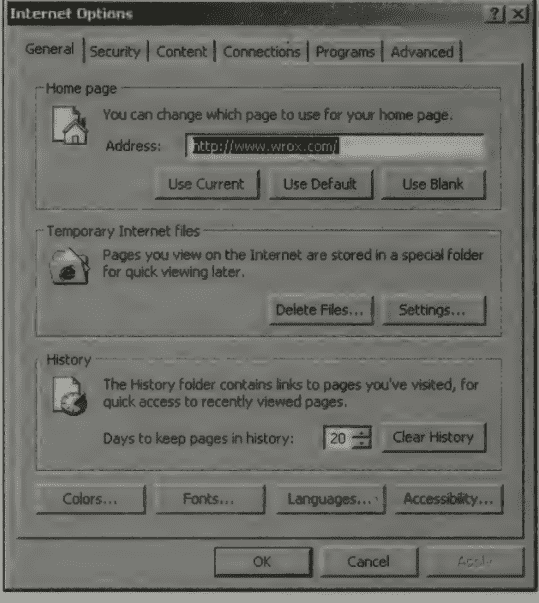 Internet Options
General Security Content Connections Programs Advanced
Home page
You can change which page to use for your home page.
Address: http://www.wrox.com/
Use Current Use Default Use Blank
Temporary Internet files
Pages you view on the Internet are stored in a special folder
for quick viewing later.
Delete Files... Settings...
History
The History folder contains links to pages you've visited, for
quick access to recently viewed pages.
Days to keep pages in history: 20 Clear History
Colors... Fonts... Languages... Accessibility...
OK Cancel Apply